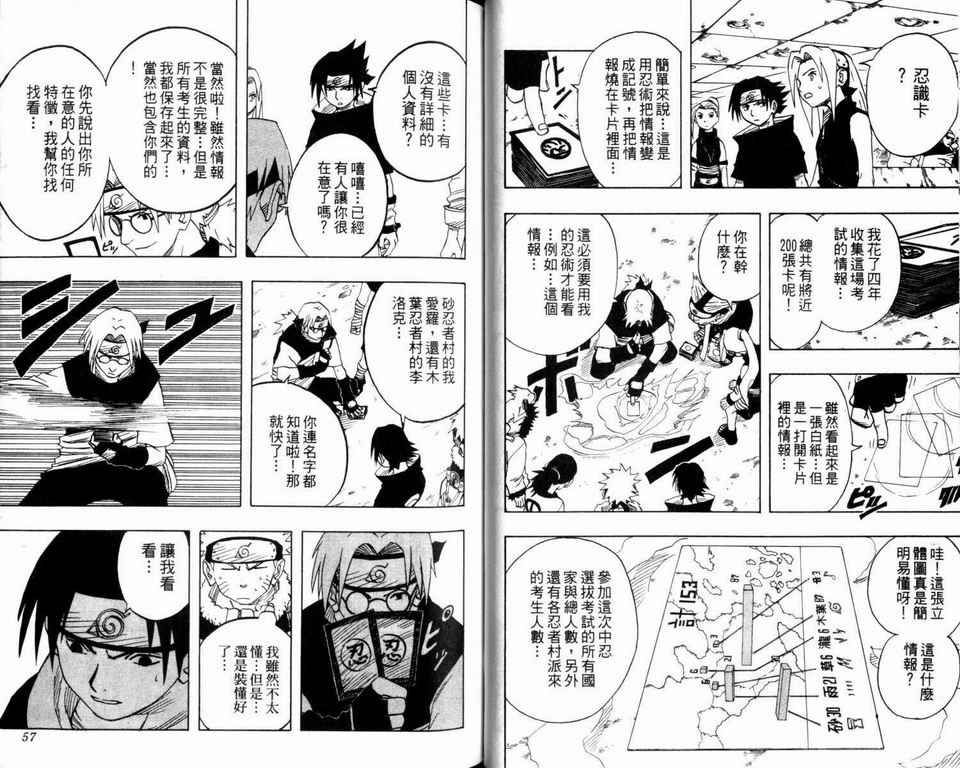 忍識卡
?
簡單來說…這是
用忍術把情報變
成記號，再把情
報燒在卡片裡面…
我花了四年
收集這場考
試的情報…
總共有將近
200張卡呢！
你在幹
什麼?
這必須要用我
的忍術才能看
…例如…這個
情報…
雖然看起來是
一張白紙…但
是一打開卡片
裡的情報…
哇！這張立
體圖真是簡
明易懂呀！
這是什麼
情報?
參加這次中忍
選拔考試的所有國
家與總人數，另外
還有各忍者村派來
的考生人數…
這些卡…有
沒有詳細的
個人資料?
嘻嘻…已經
有人讓你很
在意了嗎?
當然啦！雖然情報
不是很完整…但是
所有考生的資料，
我都保存起來了…
當然也包含你們的
！
你先說出你所
在意的人的任何
特徵，我幫你找
找看…
砂忍者村的我
愛羅，還有木
葉忍者村的李
洛克…
你連名字都
知道啦！那
就快了…
シュッ
忍
忍
我雖然不太
懂…但是…
還是裝懂好
了…
讓我看
看…
57